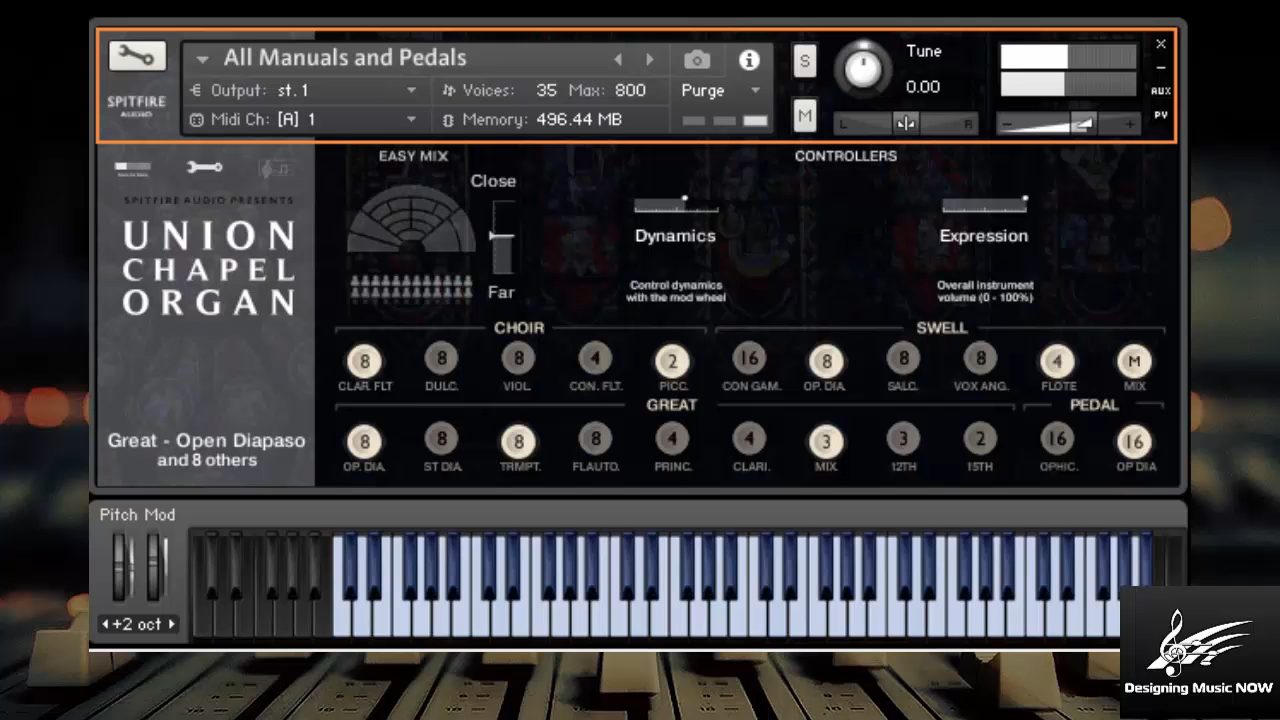 All Manuals and Pedals
S
Tune
0.00
AUX
PV
SPITFIRE
AUDIO
Output: st.1
Voices: 35 Max: 800
Purge
Midi Ch: [A] 1
Memory: 496.44 MB
M
L R
- +
EASY MIX
CONTROLLERS
Close
Far
Dynamics
Control dynamics
with the mod wheel
Expression
Overall instrument
volume (0 - 100%)
SPITFIRE AUDIO PRESENTS
UNION
CHAPEL
ORGAN
Great - Open Diapaso
and 8 others
CHOIR SWELL
8 8 8 4 2 16 8 8 8 4 M
CLAR. FLT DULC. VIOL. CON. FLT. PICC. CON GAM. OP. DIA. SALC. VOX ANG. FLOTE MIX
GREAT PEDAL
8 8 8 8 4 4 3 3 2 16 16
OP. DIA. ST DIA. TRMPT. FLAUTO. PRINC. CLARI. MIX. 12TH 15TH OPHIC. OP DIA
Pitch Mod
+2 oct
Designing Music NOW